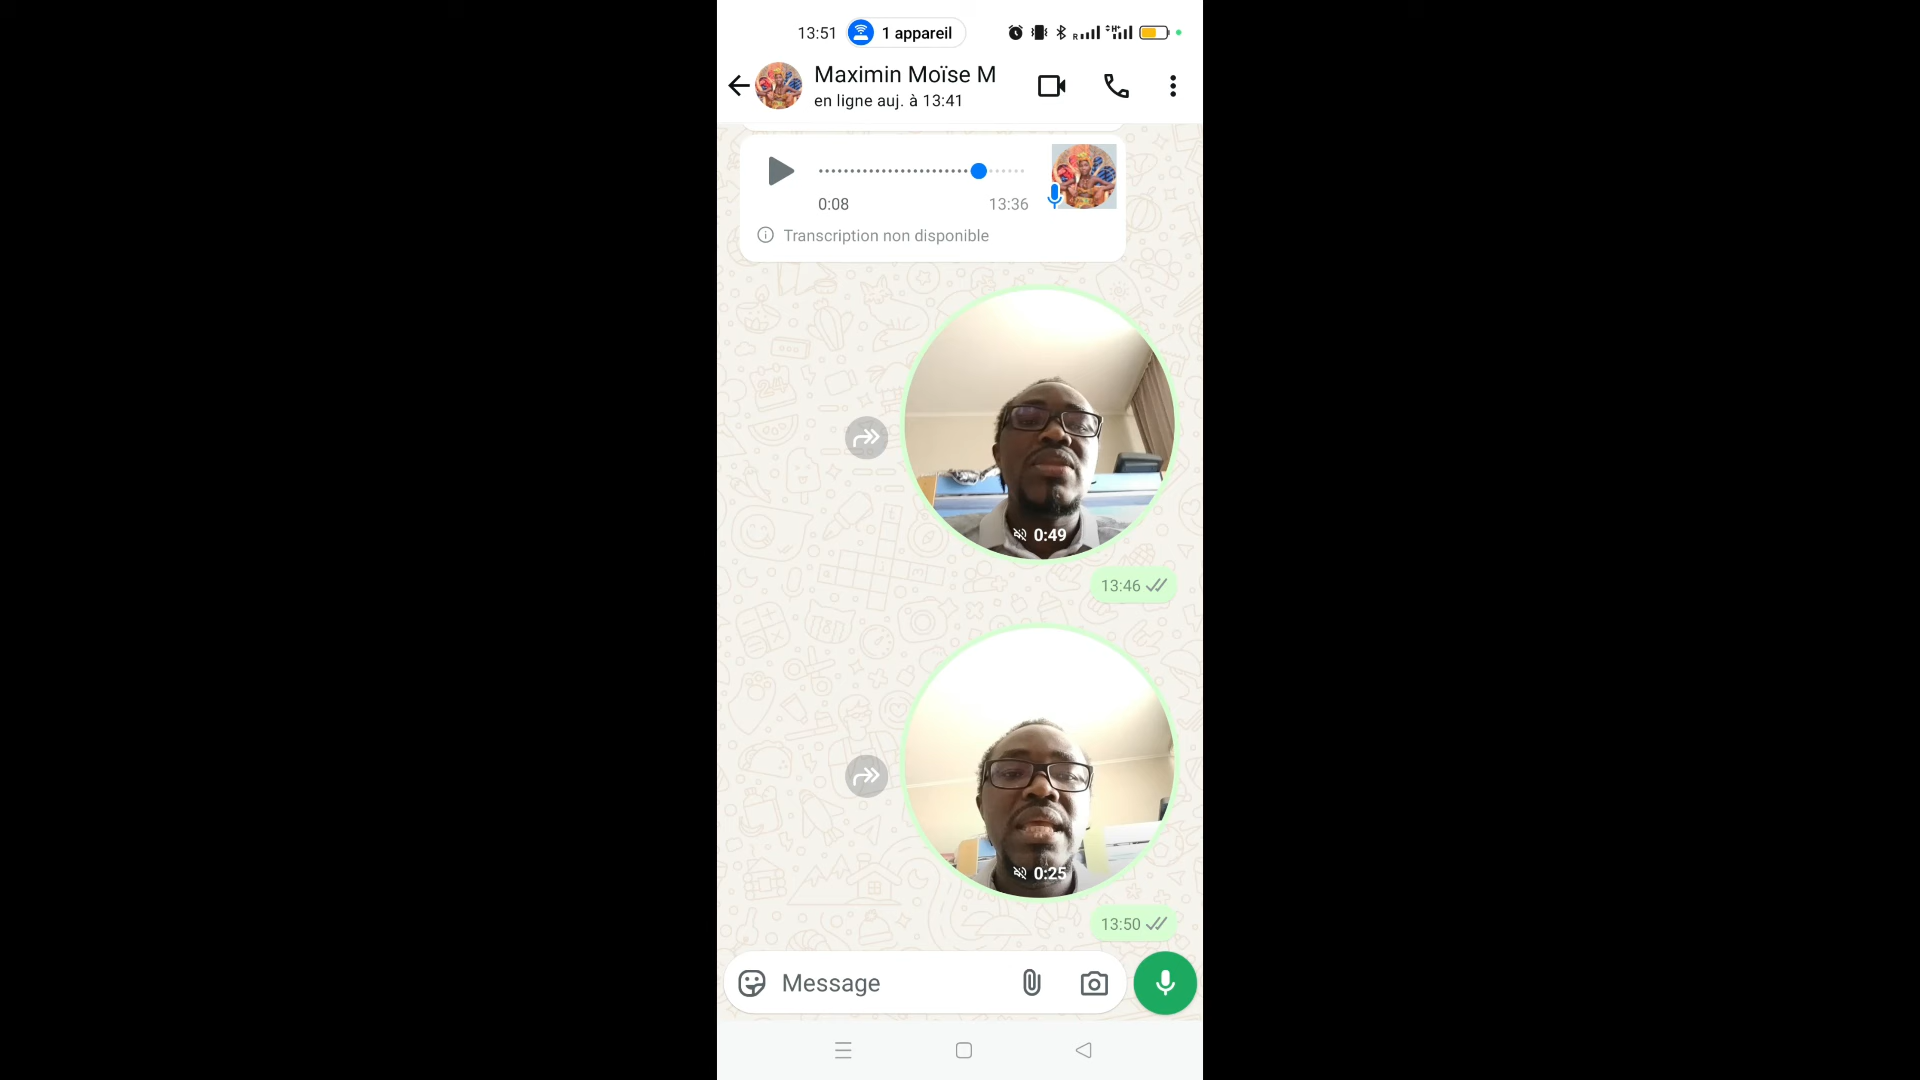 13:51 1 appareil
Maximin Moïse M
en ligne auj. à 13:41
0:08 13:36
Transcription non disponible
0:49
13:46
0:25
13:50
Message